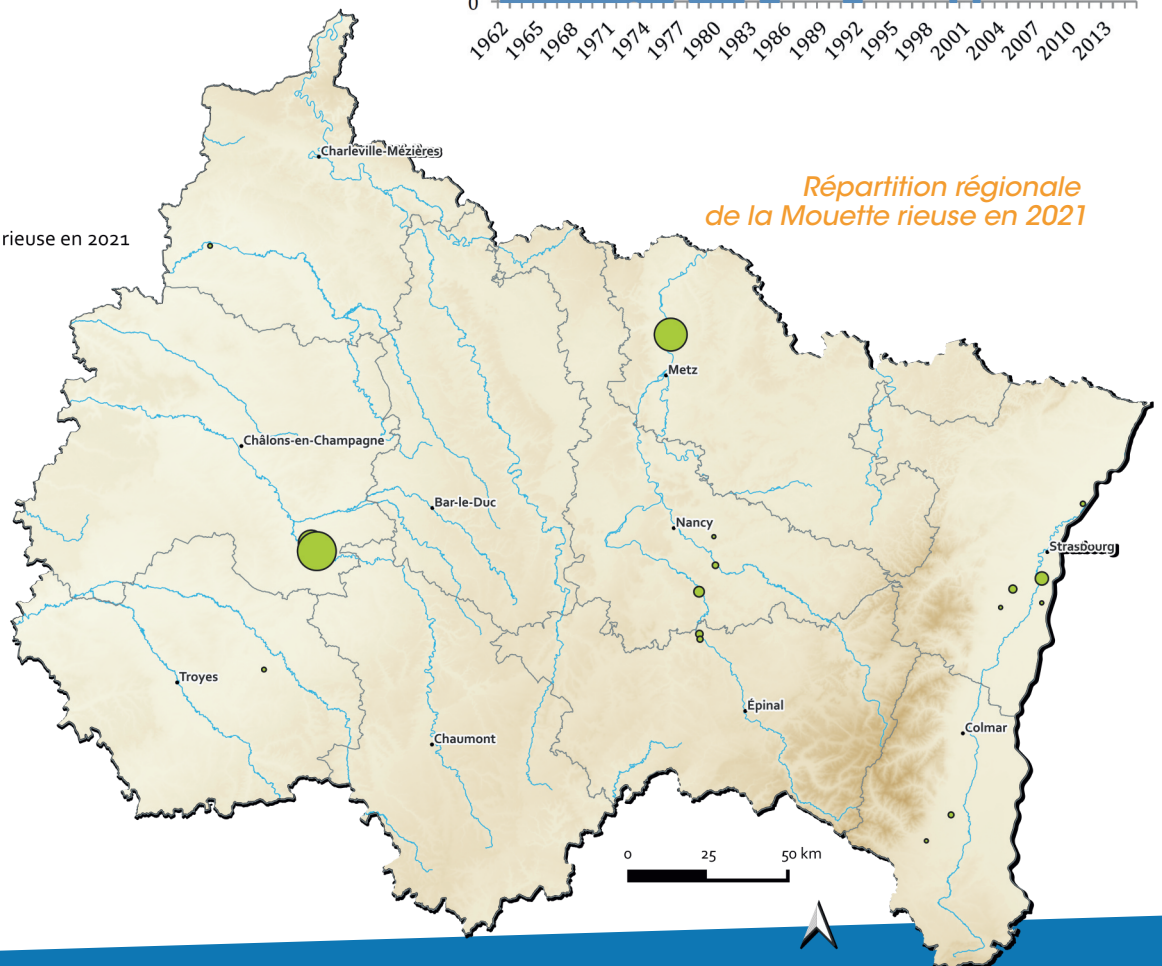 0
1962 1965 1968 1971 1974 1977 1980 1983 1986 1989 1992 1995 1998 2001 2004 2007 2010 2013
Charleville-Mézières
Répartition régionale
de la Mouette rieuse en 2021
rieuse en 2021
Metz
Châlons-en-Champagne
Bar-le-Duc
Nancy
Strasbourg
Troyes
Épinal
Colmar
Chaumont
0 25 50 km